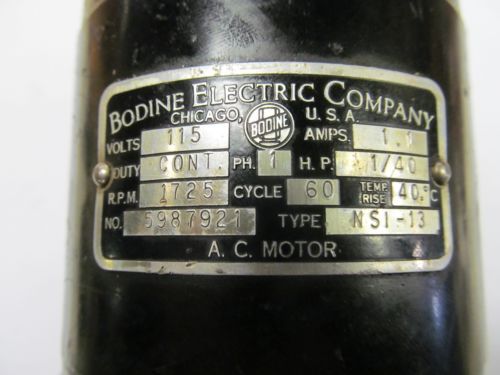 BODINE ELECTRIC COMPANY
CHICAGO, BODINE U. S. A.
VOLTS 115 AMPS. 1.1
DUTY CONT. PH. 1 H. P. 1/40
R.P.M. 1725 CYCLE 60 TEMP. RISE 40.°C
NO. 5987921 TYPE NSI-13
A. C. MOTOR